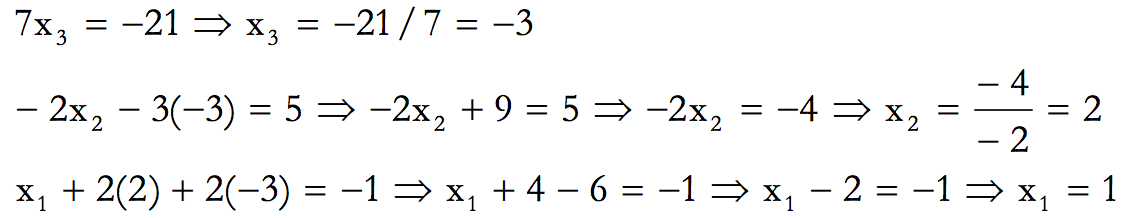 7x₃ = −21 ⇒ x₃ = −21 / 7 = −3
− 2x₂ − 3(−3) = 5 ⇒ −2x₂ + 9 = 5 ⇒ −2x₂ = −4 ⇒ x₂ = \frac{− 4}{− 2} = 2
x₁ + 2(2) + 2(−3) = −1 ⇒ x₁ + 4 − 6 = −1 ⇒ x₁ − 2 = −1 ⇒ x₁ = 1